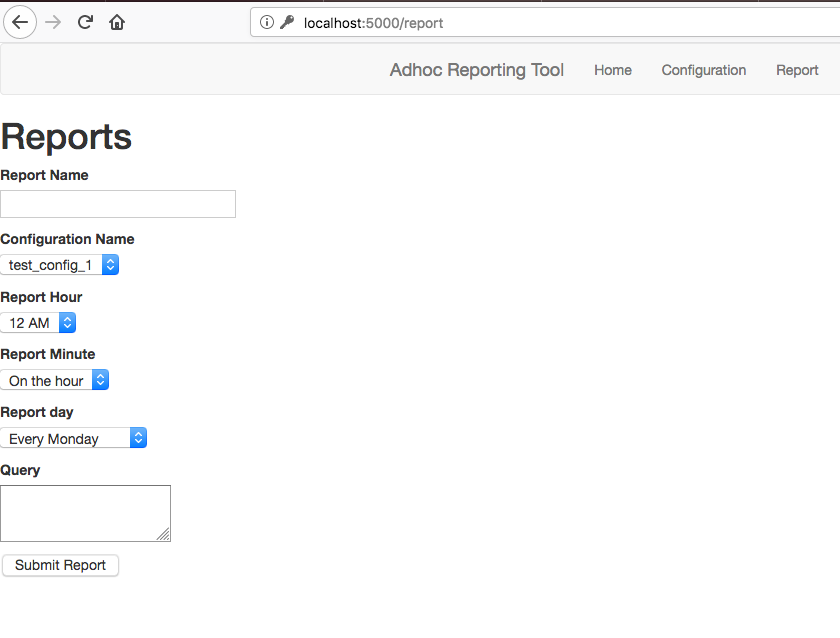 localhost:5000/report
Adhoc Reporting Tool Home Configuration Report
Reports
Report Name
Configuration Name
test_config_1
Report Hour
12 AM
Report Minute
On the hour
Report day
Every Monday
Query
Submit Report